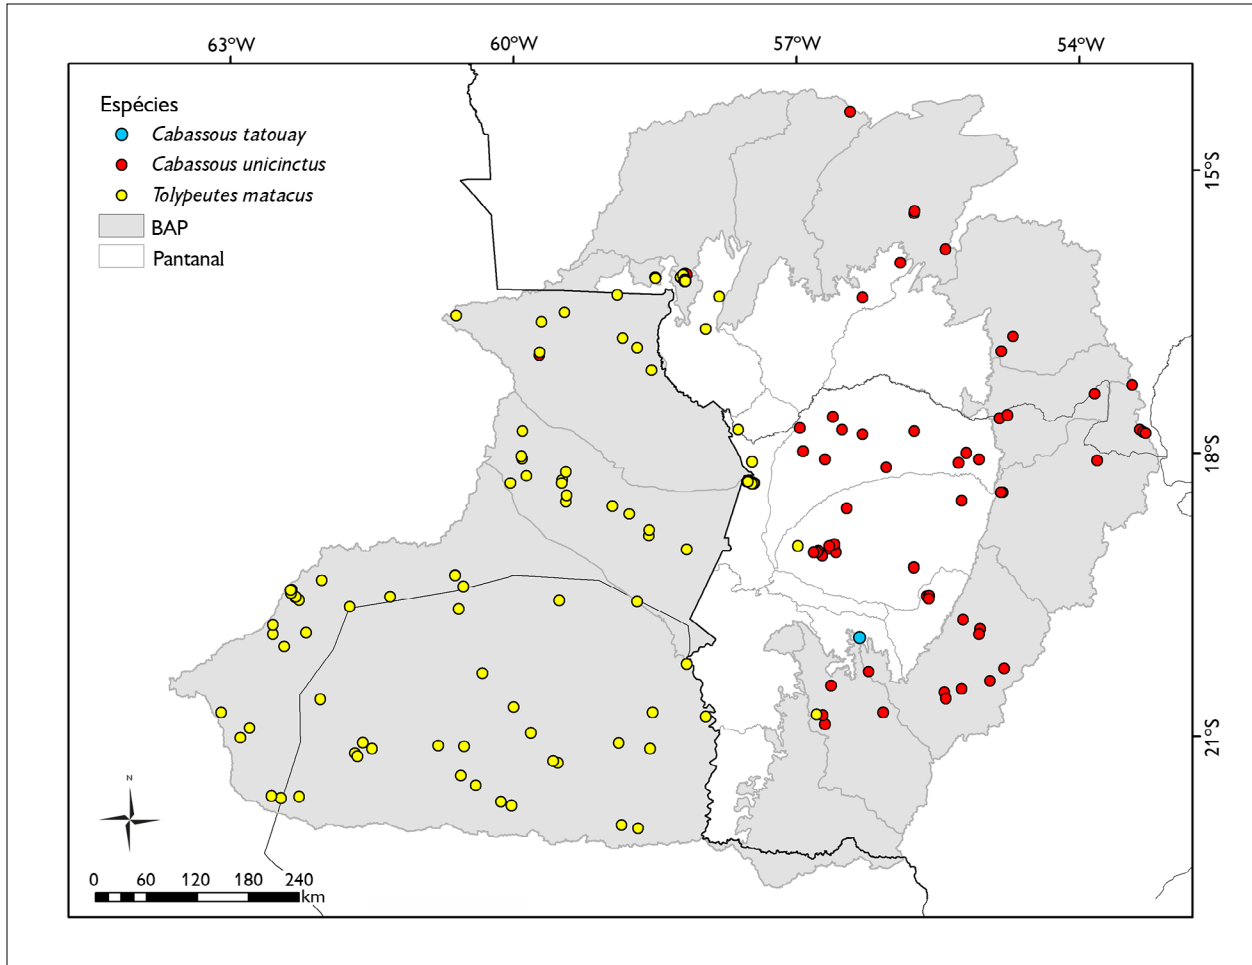 63°W 60°W 57°W 54°W
Espécies
Cabassous tatouay
Cabassous unicinctus
Tolypeutes matacus
BAP
Pantanal
15°S
18°S
21°S
N
0 60 120 180 240
km